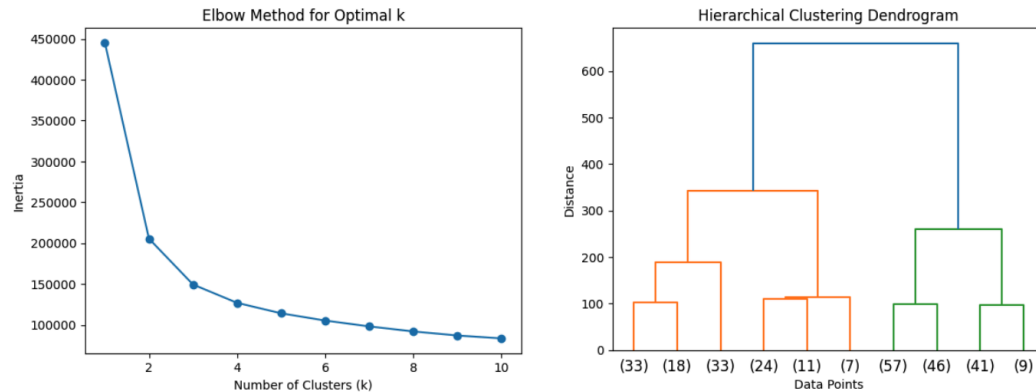 Elbow Method for Optimal k
450000
400000
350000
300000
250000
200000
150000
100000
Inertia
2 4 6 8 10
Number of Clusters (k)
Hierarchical Clustering Dendrogram
600
500
400
300
200
100
0
Distance
(33) (18) (33) (24) (11) (7) (57) (46) (41) (9)
Data Points